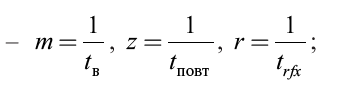 – m = 1/t_в, z = 1/t_повт, r = 1/t_rfx;